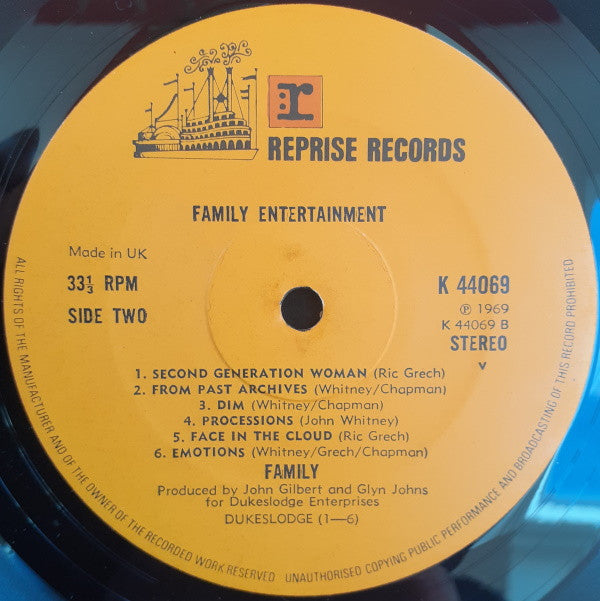 r:
REPRISE RECORDS
FAMILY ENTERTAINMENT
Made in UK
33⅓ RPM
SIDE TWO
K 44069
℗ 1969
K 44069 B
STEREO
V
1. SECOND GENERATION WOMAN (Ric Grech)
2. FROM PAST ARCHIVES (Whitney/Chapman)
3. DIM (Whitney/Chapman)
4. PROCESSIONS (John Whitney)
5. FACE IN THE CLOUD (Ric Grech)
6. EMOTIONS (Whitney/Grech/Chapman)
FAMILY
Produced by John Gilbert and Glyn Johns
for Dukeslodge Enterprises
DUKESLODGE (1—6)
ALL RIGHTS OF THE MANUFACTURER AND OF THE OWNER OF THE RECORDED WORK RESERVED UNAUTHORISED COPYING PUBLIC PERFORMANCE AND BROADCASTING OF THIS RECORD PROHIBITED